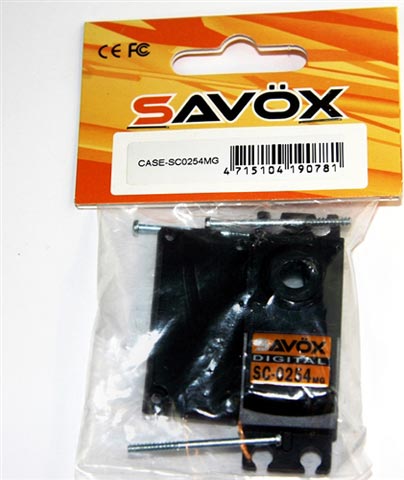 CE FC
SAVÖX
CASE-SC0254MG
4 715104 190781
SAVÖX
DIGITAL
SC-0254MG